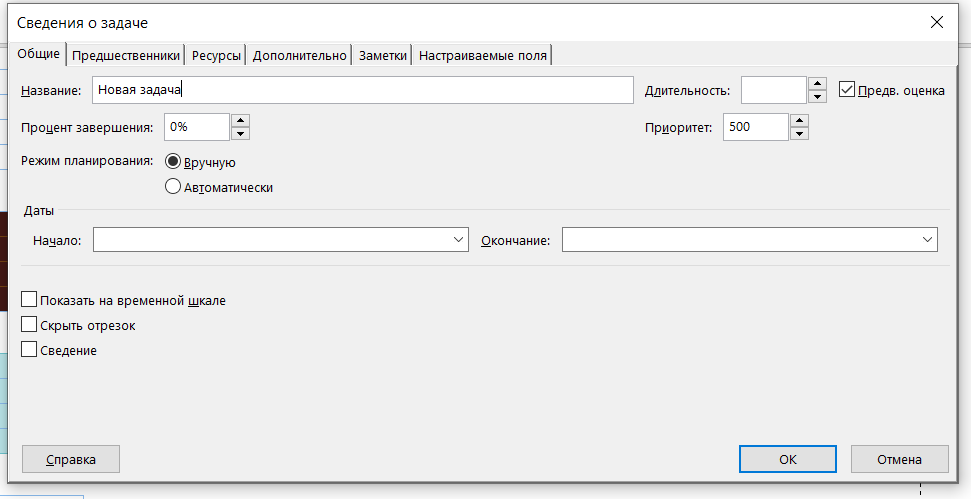 Сведения о задаче
Общие Предшественники Ресурсы Дополнительно Заметки Настраиваемые поля
Название: Новая задача Длительность: Предв. оценка
Процент завершения: 0% Приоритет: 500
Режим планирования: Вручную
Автоматически
Даты
Начало: Окончание:
Показать на временной шкале
Скрыть отрезок
Сведение
Справка ОК Отмена